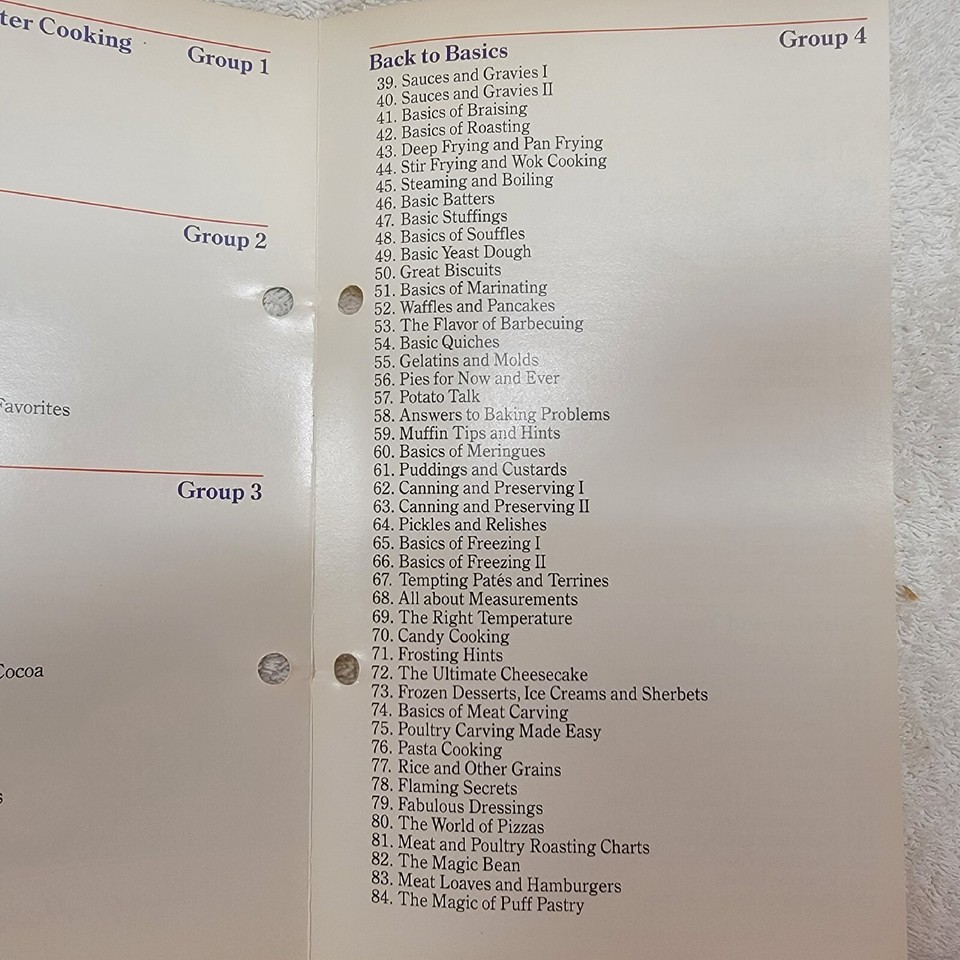 ter Cooking
Group 1
Group 2
Favorites
Group 3
Cocoa
s
Back to Basics
Group 4
39. Sauces and Gravies I
40. Sauces and Gravies II
41. Basics of Braising
42. Basics of Roasting
43. Deep Frying and Pan Frying
44. Stir Frying and Wok Cooking
45. Steaming and Boiling
46. Basic Batters
47. Basic Stuffings
48. Basics of Souffles
49. Basic Yeast Dough
50. Great Biscuits
51. Basics of Marinating
52. Waffles and Pancakes
53. The Flavor of Barbecuing
54. Basic Quiches
55. Gelatins and Molds
56. Pies for Now and Ever
57. Potato Talk
58. Answers to Baking Problems
59. Muffin Tips and Hints
60. Basics of Meringues
61. Puddings and Custards
62. Canning and Preserving I
63. Canning and Preserving II
64. Pickles and Relishes
65. Basics of Freezing I
66. Basics of Freezing II
67. Tempting Patés and Terrines
68. All about Measurements
69. The Right Temperature
70. Candy Cooking
71. Frosting Hints
72. The Ultimate Cheesecake
73. Frozen Desserts, Ice Creams and Sherbets
74. Basics of Meat Carving
75. Poultry Carving Made Easy
76. Pasta Cooking
77. Rice and Other Grains
78. Flaming Secrets
79. Fabulous Dressings
80. The World of Pizzas
81. Meat and Poultry Roasting Charts
82. The Magic Bean
83. Meat Loaves and Hamburgers
84. The Magic of Puff Pastry